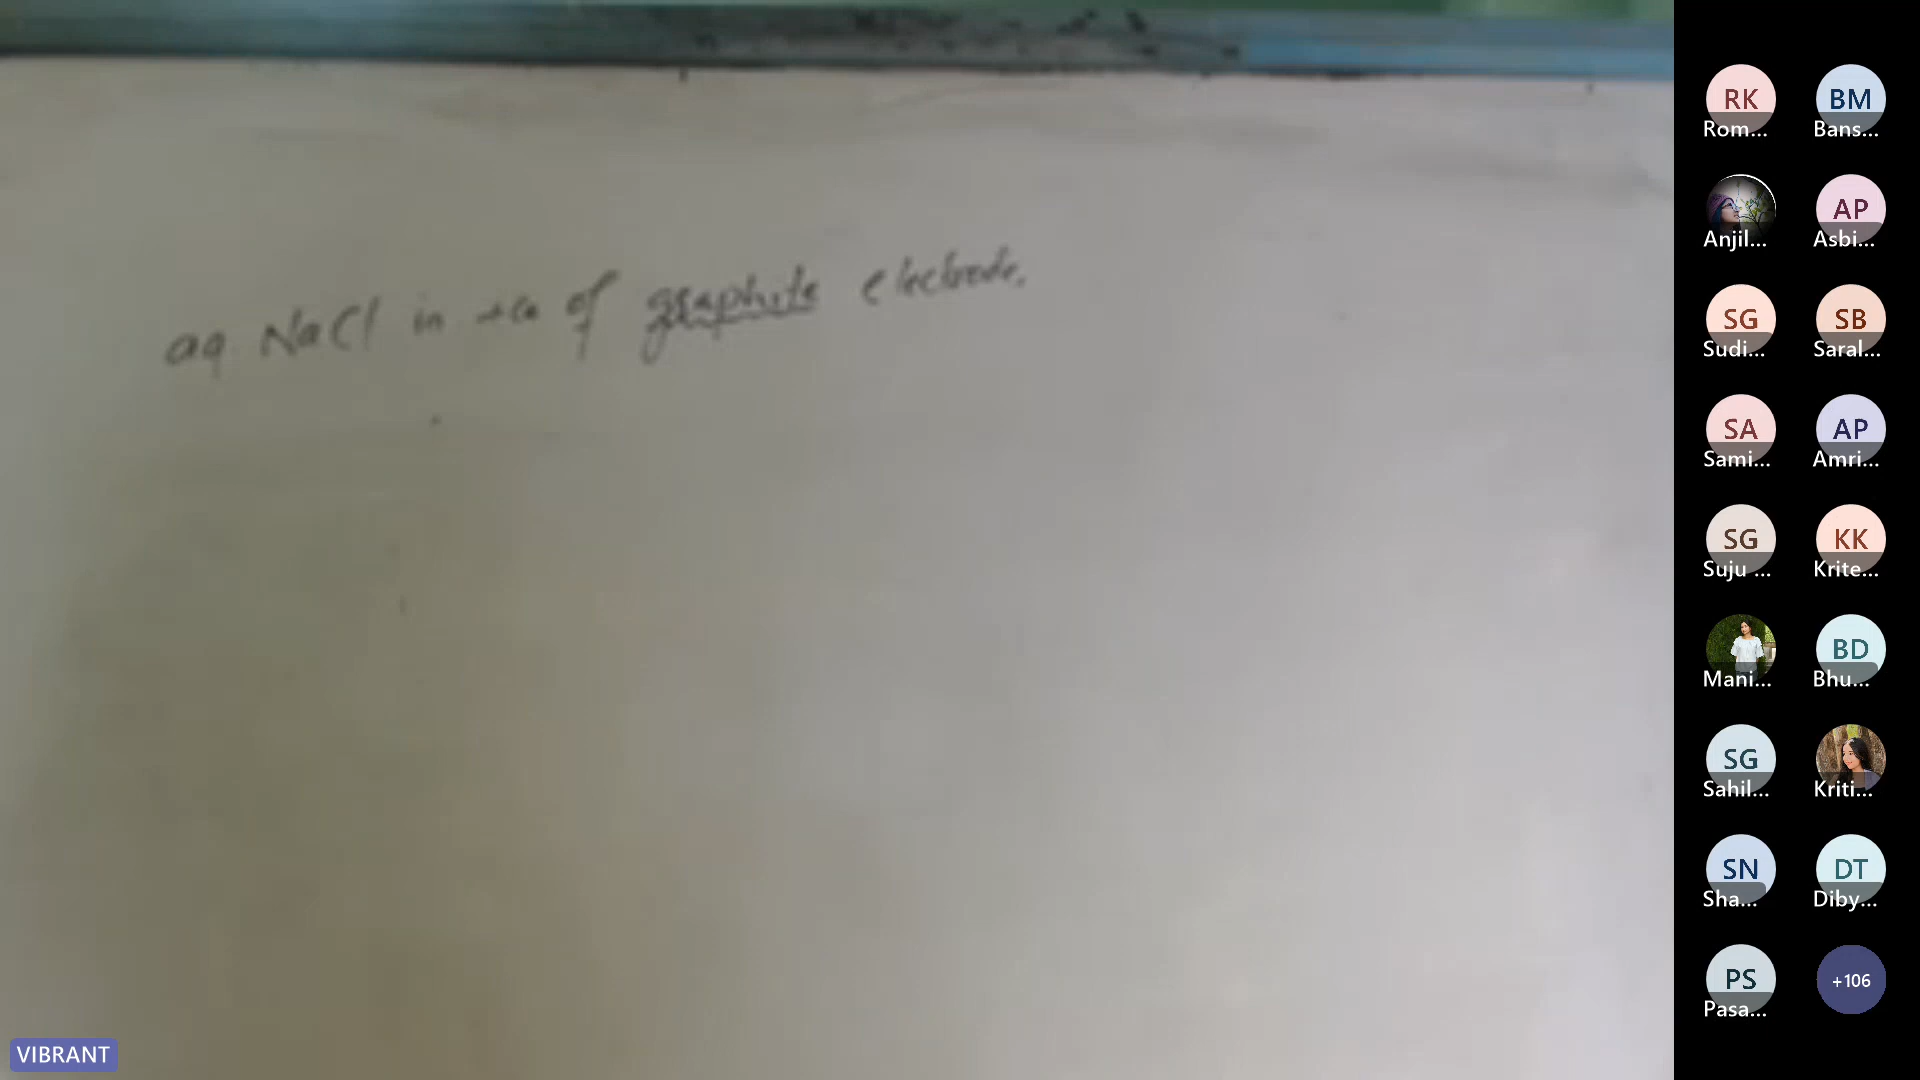 aq. NaCl in +ce of graphite electrode.
RK
Rom...
BM
Bans...
Anjil...
AP
Asbi...
SG
Sudi...
SB
Saral...
SA
Sami...
AP
Amri...
SG
Suju ...
KK
Krite...
Mani...
BD
Bhu...
SG
Sahil...
Kriti...
SN
Sha...
DT
Diby...
PS
Pasa...
+106
VIBRANT